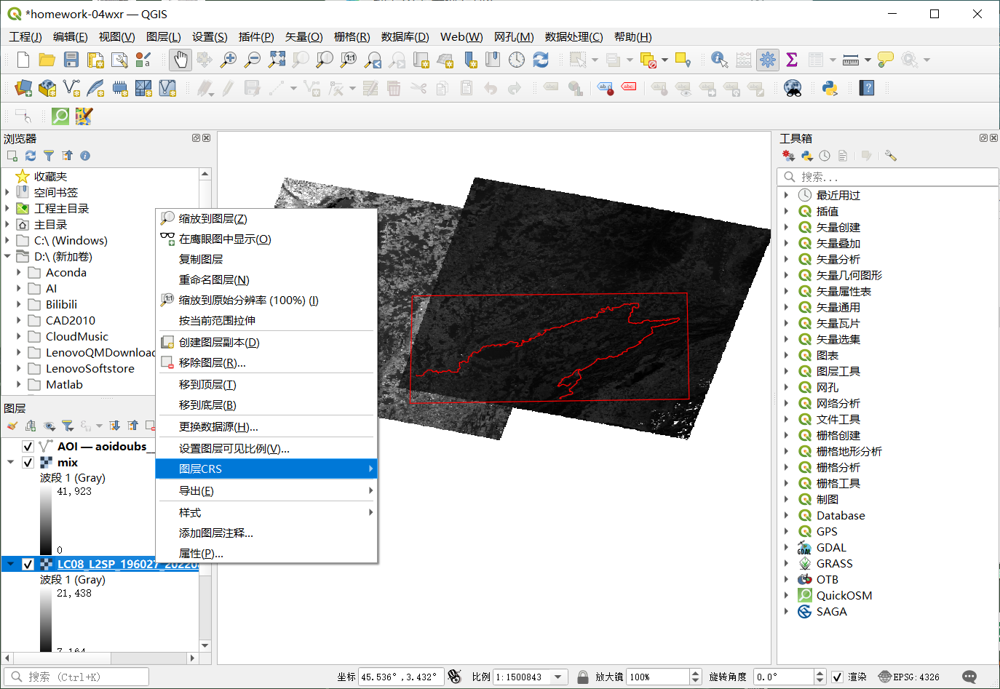 *homework-04wxr — QGIS
工程(J) 编辑(E) 视图(V) 图层(L) 设置(S) 插件(P) 矢量(O) 栅格(R) 数据库(D) Web(W) 网孔(M) 数据处理(C) 帮助(H)
浏览器
收藏夹
空间书签
工程主目录
主目录
C:\ (Windows)
D:\ (新加卷)
Aconda
AI
Bilibili
CAD2010
CloudMusic
LenovoQMDownload
LenovoSoftstore
Matlab
图层
AOI — aoidoubs_
mix
波段 1 (Gray)
41,923
0
LC08_L2SP_196027_20220
波段 1 (Gray)
21,438
7,164
缩放到图层(Z)
在鹰眼图中显示(O)
复制图层
重命名图层(N)
缩放到原始分辨率 (100%) (I)
按当前范围拉伸
创建图层副本(D)
移除图层(R)...
移到顶层(T)
移到底层(B)
更换数据源(H)...
设置图层可见比例(V)...
图层CRS
导出(E)
样式
添加图层注释...
属性(P)...
工具箱
搜索...
最近用过
插值
矢量创建
矢量叠加
矢量分析
矢量几何图形
矢量属性表
矢量通用
矢量瓦片
矢量选集
图表
图层工具
网孔
网络分析
文件工具
栅格创建
栅格地形分析
栅格分析
栅格工具
制图
Database
GPS
GDAL
GRASS
OTB
QuickOSM
SAGA
搜索 (Ctrl+K)
坐标 45.536°,3.432° 比例 1:1500843 放大镜 100% 旋转角度 0.0° 渲染 EPSG:4326